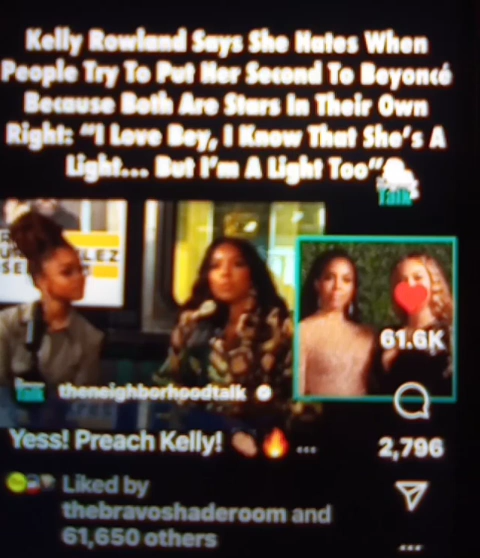 Kelly Rowland Says She Hates When
People Try To Put Her Second To Beyoncé
Because Both Are Stars In Their Own
Right: “I Love Bey, I Know That She’s A
Light... But I’m A Light Too”
Talk
LEZ
SE
61.6K
theneighborhoodtalk
Yess! Preach Kelly! 👏🏾🔥 ...
2,796
Liked by
thebravoshaderoom and
61,650 others
...